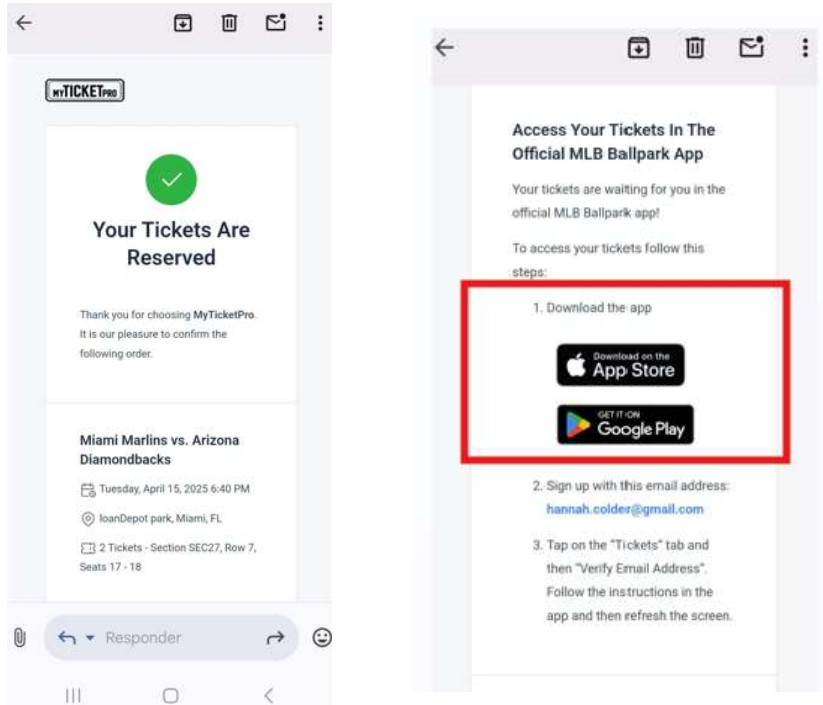 MYTICKETPRO
Your Tickets Are
Reserved
Thank you for choosing MyTicketPro.
It is our pleasure to confirm the
following order.
Miami Marlins vs. Arizona
Diamondbacks
Tuesday, April 15, 2025 6:40 PM
loanDepot park, Miami, FL
2 Tickets - Section SEC27, Row 7,
Seats 17 - 18
Responder
Access Your Tickets In The
Official MLB Ballpark App
Your tickets are waiting for you in the
official MLB Ballpark app!
To access your tickets follow this
steps:
1. Download the app
Download on the
App Store
GET IT ON
Google Play
2. Sign up with this email address:
hannah.colder@gmail.com
3. Tap on the "Tickets" tab and
then "Verify Email Address".
Follow the instructions in the
app and then refresh the screen.